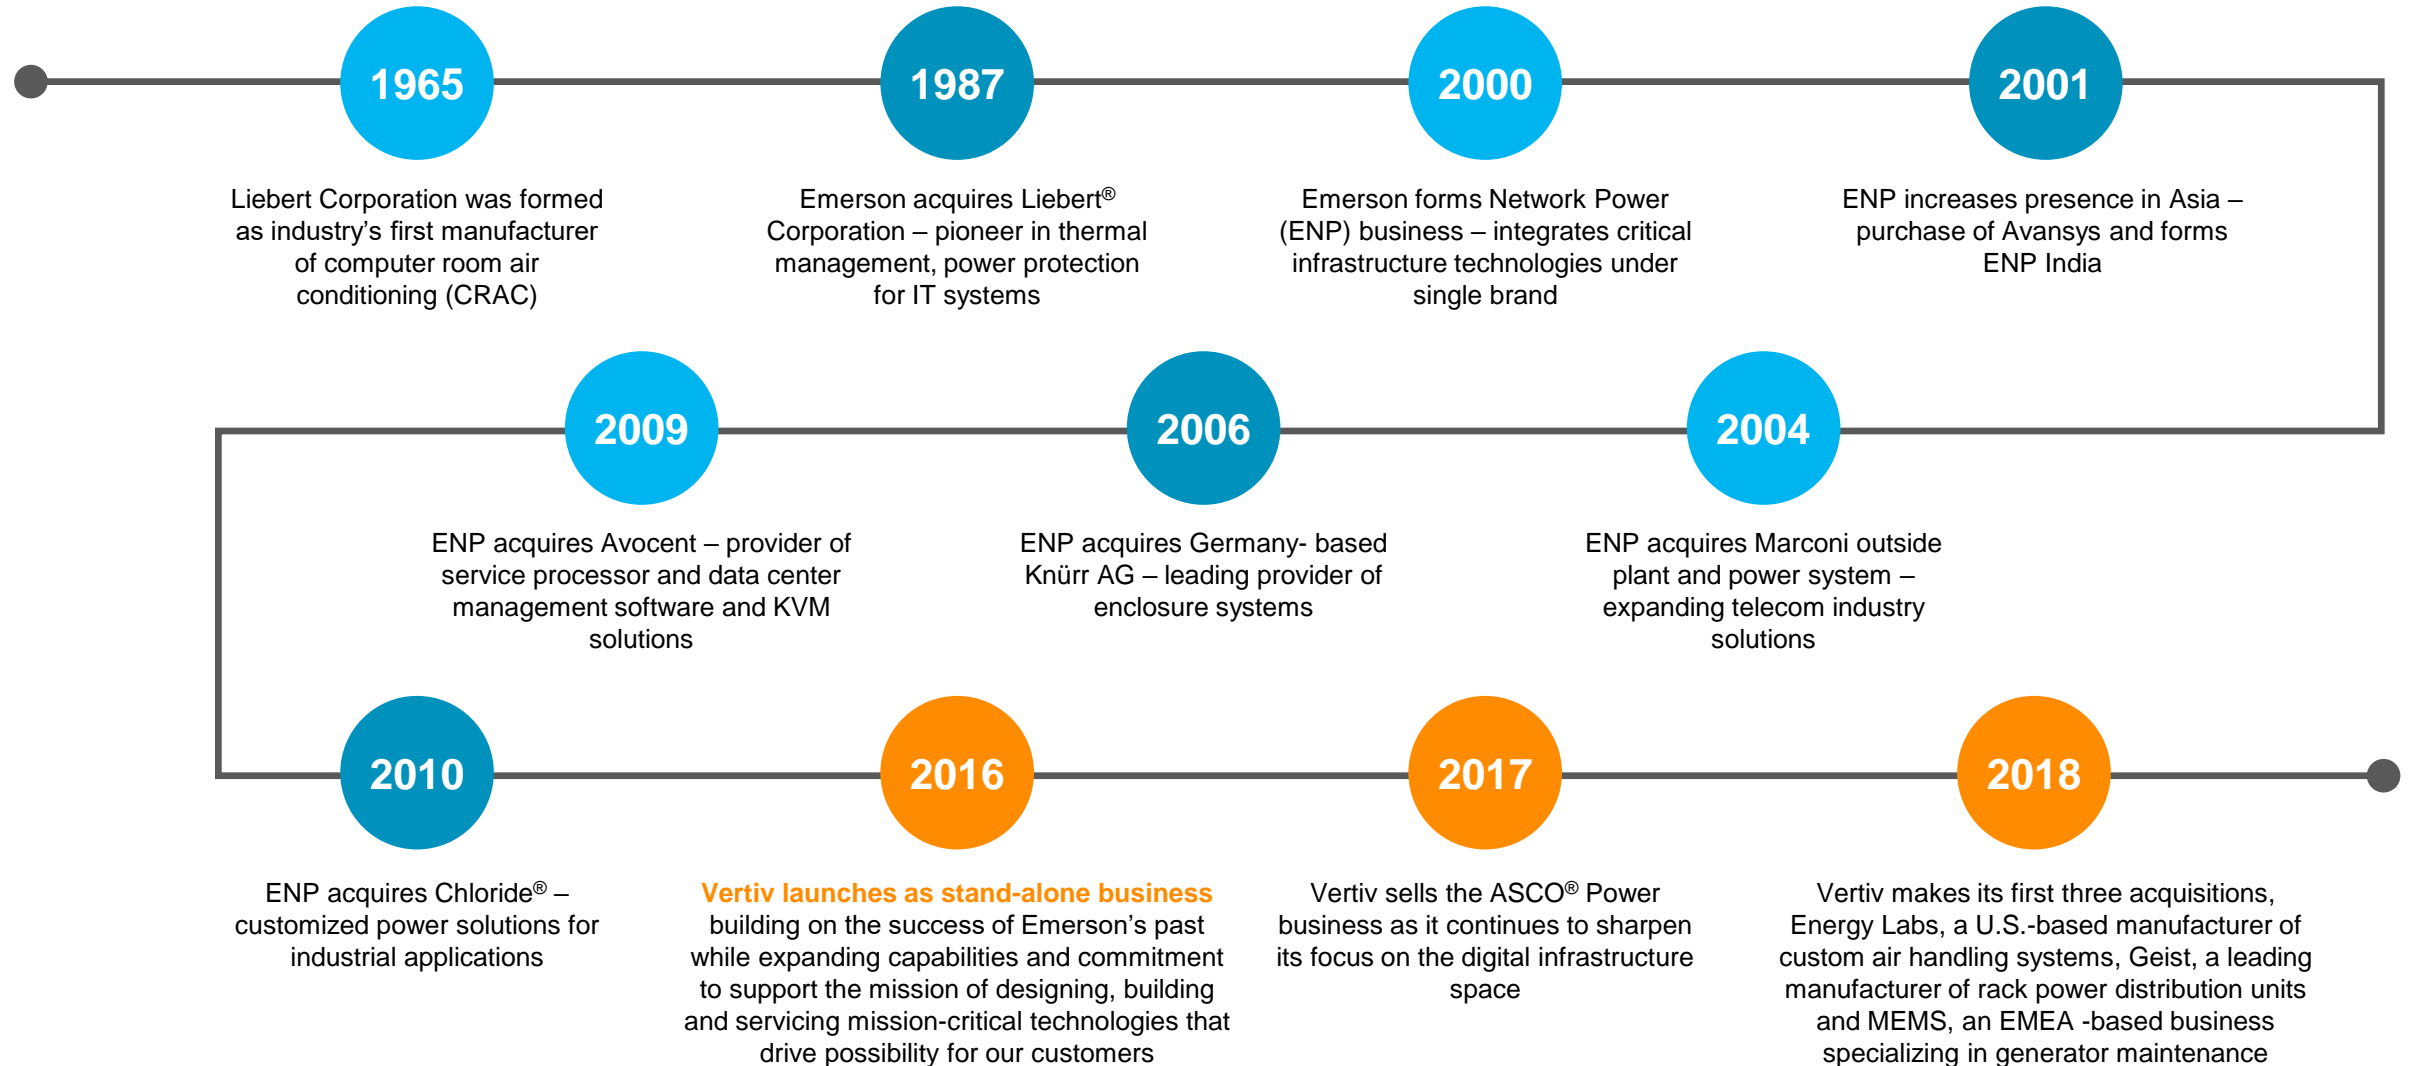 1965
Liebert Corporation was formed
as industry’s first manufacturer
of computer room air
conditioning (CRAC)
1987
Emerson acquires Liebert®
Corporation – pioneer in thermal
management, power protection
for IT systems
2000
Emerson forms Network Power
(ENP) business – integrates critical
infrastructure technologies under
single brand
2001
ENP increases presence in Asia –
purchase of Avansys and forms
ENP India
2004
ENP acquires Marconi outside
plant and power system –
expanding telecom industry
solutions
2006
ENP acquires Germany- based
Knürr AG – leading provider of
enclosure systems
2009
ENP acquires Avocent – provider of
service processor and data center
management software and KVM
solutions
2010
ENP acquires Chloride® –
customized power solutions for
industrial applications
2016
Vertiv launches as stand-alone business
building on the success of Emerson’s past
while expanding capabilities and commitment
to support the mission of designing, building
and servicing mission-critical technologies that
drive possibility for our customers
2017
Vertiv sells the ASCO® Power
business as it continues to sharpen
its focus on the digital infrastructure
space
2018
Vertiv makes its first three acquisitions,
Energy Labs, a U.S.-based manufacturer of
custom air handling systems, Geist, a leading
manufacturer of rack power distribution units
and MEMS, an EMEA -based business
specializing in generator maintenance